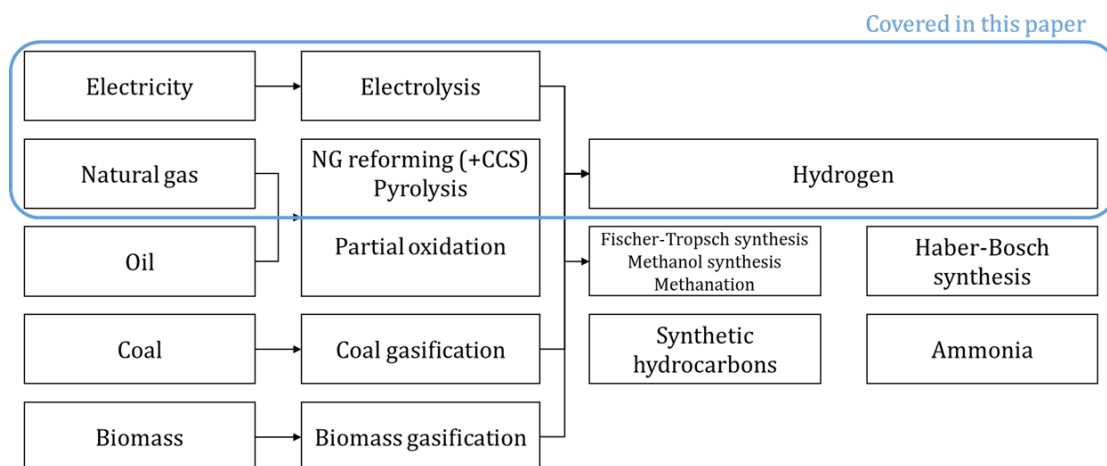 Covered in this paper
Electricity
Electrolysis
Natural gas
NG reforming (+CCS)
Pyrolysis
Hydrogen
Oil
Partial oxidation
Fischer-Tropsch synthesis
Methanol synthesis
Methanation
Haber-Bosch
synthesis
Coal
Coal gasification
Synthetic
hydrocarbons
Ammonia
Biomass
Biomass gasification